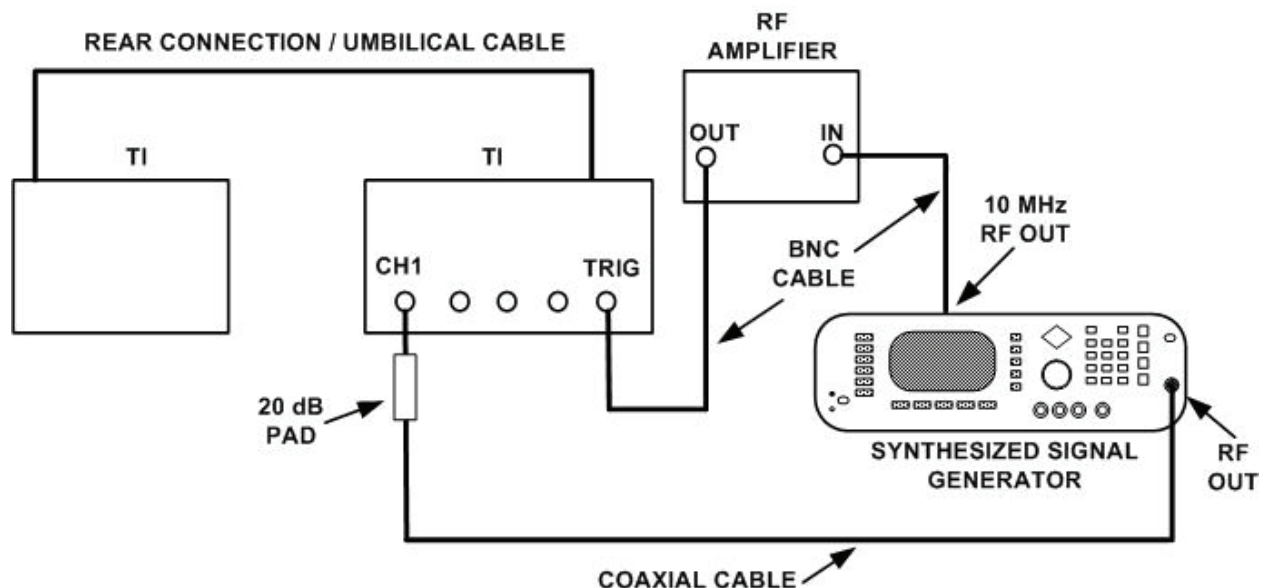 REAR CONNECTION / UMBILICAL CABLE
RF
AMPLIFIER
OUT
IN
TI
TI
10 MHz
RF OUT
BNC
CABLE
CH1
TRIG
20 dB
PAD
SYNTHESIZED SIGNAL
GENERATOR
RF
OUT
COAXIAL CABLE